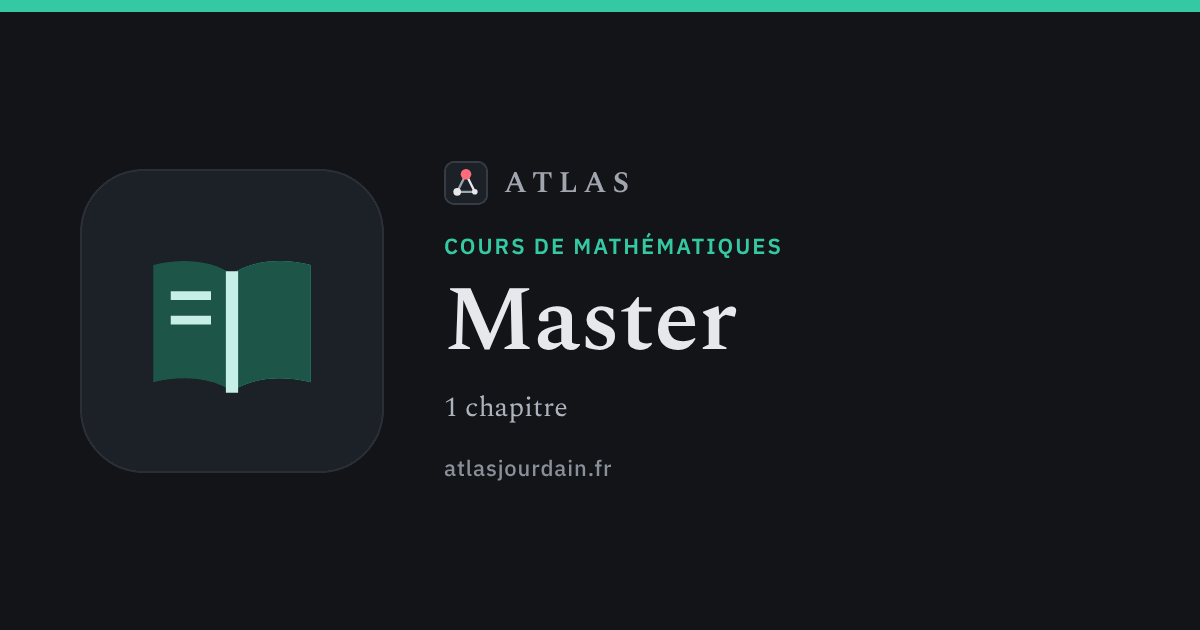 ATLAS
COURS DE MATHÉMATIQUES
Master
1 chapitre
atlasjourdain.fr